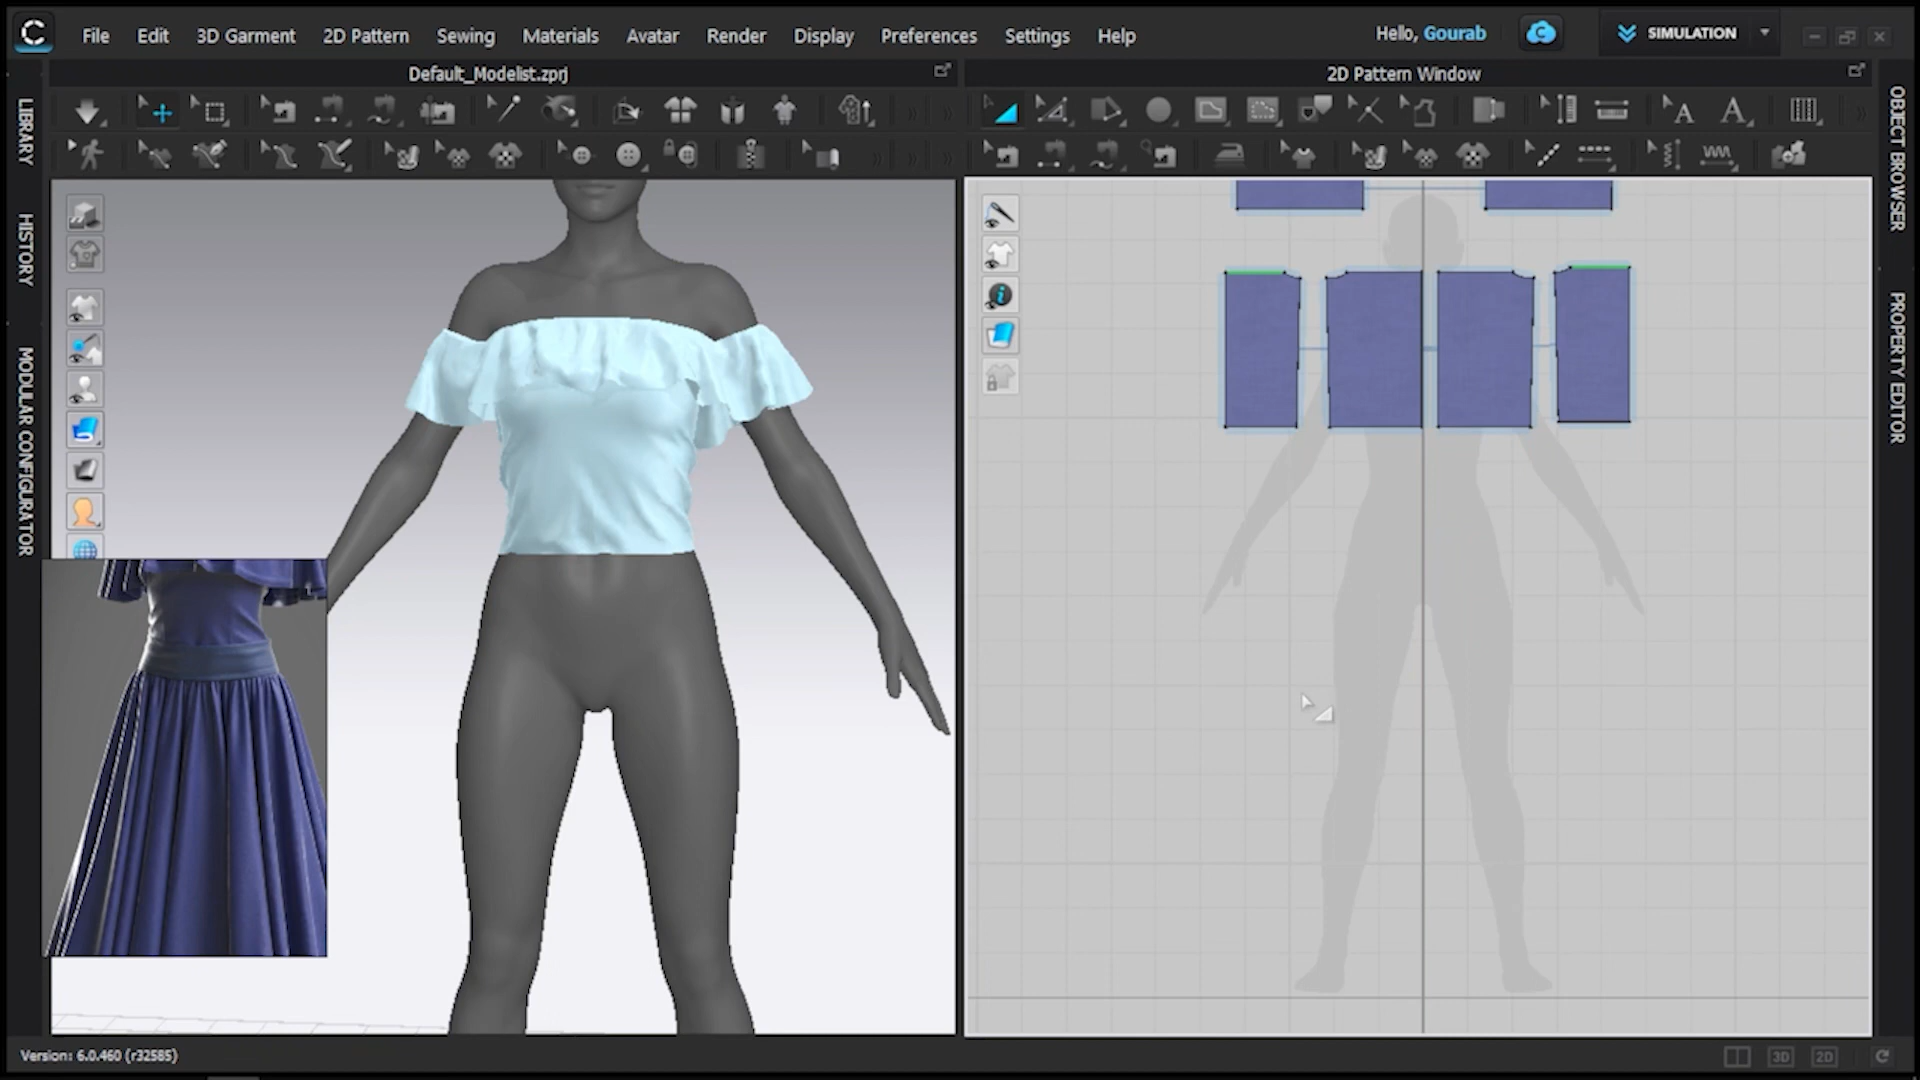 File Edit 3D Garment 2D Pattern Sewing Materials Avatar Render Display Preferences Settings Help
Hello, Gourab
SIMULATION
Default_Modelist.zprj
2D Pattern Window
LIBRARY
HISTORY
MODULAR CONFIGURATOR
OBJECT BROWSER
PROPERTY EDITOR
Version: 6.0.460 (r32585)
3D
2D